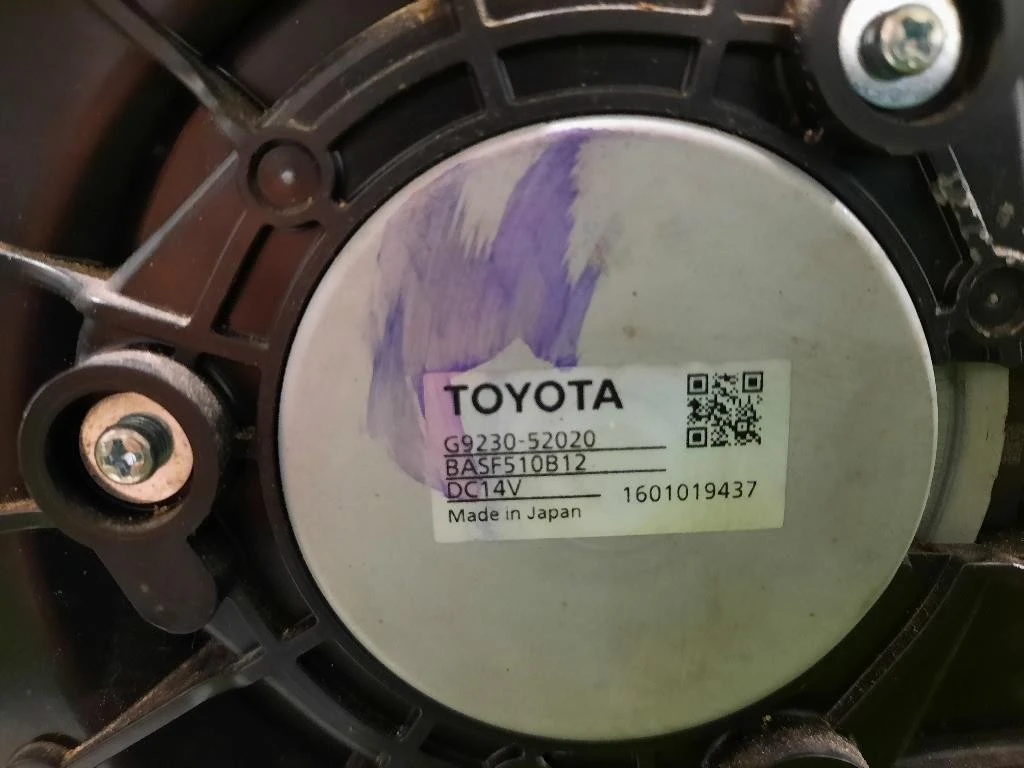 TOYOTA
G9230-52020
BASF510B12
DC14V 1601019437
Made in Japan